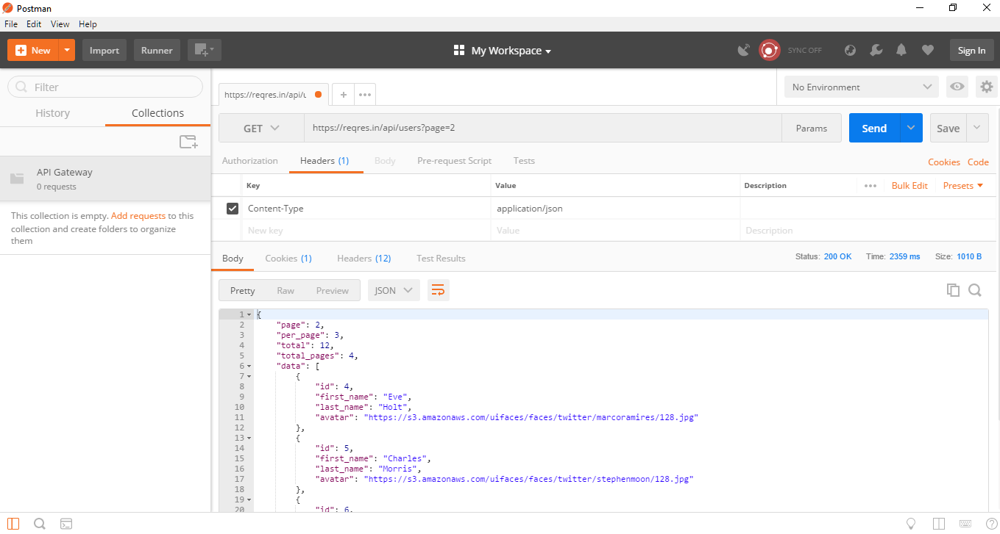 Postman
File Edit View Help
New Import Runner My Workspace SYNC OFF Sign In
Filter
History Collections
API Gateway
0 requests
This collection is empty. Add requests to this
collection and create folders to organize
them
https://reqres.in/api/u
No Environment
GET https://reqres.in/api/users?page=2 Params Send Save
Authorization Headers (1) Body Pre-request Script Tests Cookies Code
Key Value Description Bulk Edit Presets
Content-Type application/json
New key Value Description
Body Cookies (1) Headers (12) Test Results Status: 200 OK Time: 2359 ms Size: 1010 B
Pretty Raw Preview JSON
1 {
2 "page": 2,
3 "per_page": 3,
4 "total": 12,
5 "total_pages": 4,
6 "data": [
7 {
8 "id": 4,
9 "first_name": "Eve",
10 "last_name": "Holt",
11 "avatar": "https://s3.amazonaws.com/uifaces/faces/twitter/marcoramires/128.jpg"
12 },
13 {
14 "id": 5,
15 "first_name": "Charles",
16 "last_name": "Morris",
17 "avatar": "https://s3.amazonaws.com/uifaces/faces/twitter/stephenmoon/128.jpg"
18 },
19 {
20 "id": 6,